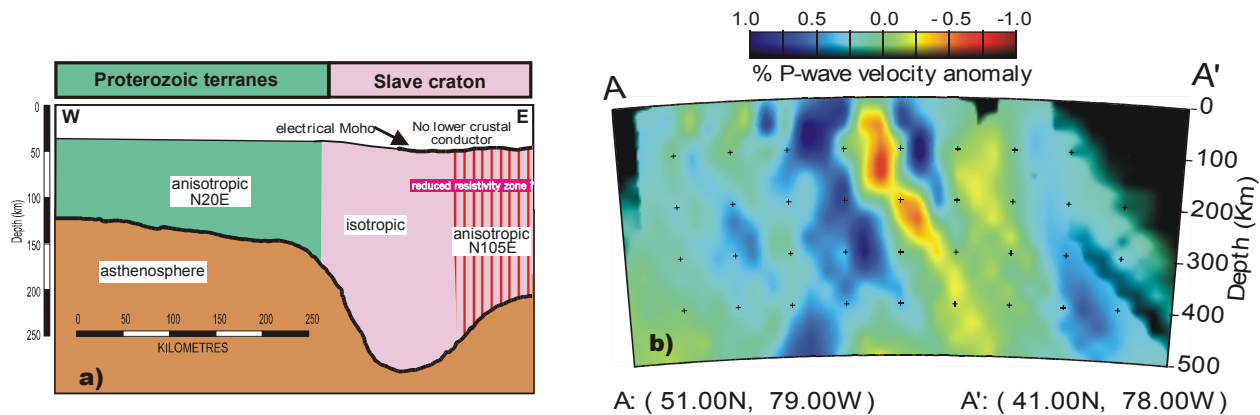 Proterozoic terranes Slave craton
W E
0
50
100
150
200
250
Depth (km)
electrical Moho
No lower crustal
conductor
reduced resistivity zone
anisotropic
N20E
isotropic
anisotropic
N105E
asthenosphere
0 50 100 150 200 250
KILOMETRES
a)
1.0 0.5 0.0 -0.5 -1.0
% P-wave velocity anomaly
A A'
0
100
200
300
400
500
Depth (Km)
b)
A: ( 51.00N, 79.00W) A': ( 41.00N, 78.00W)